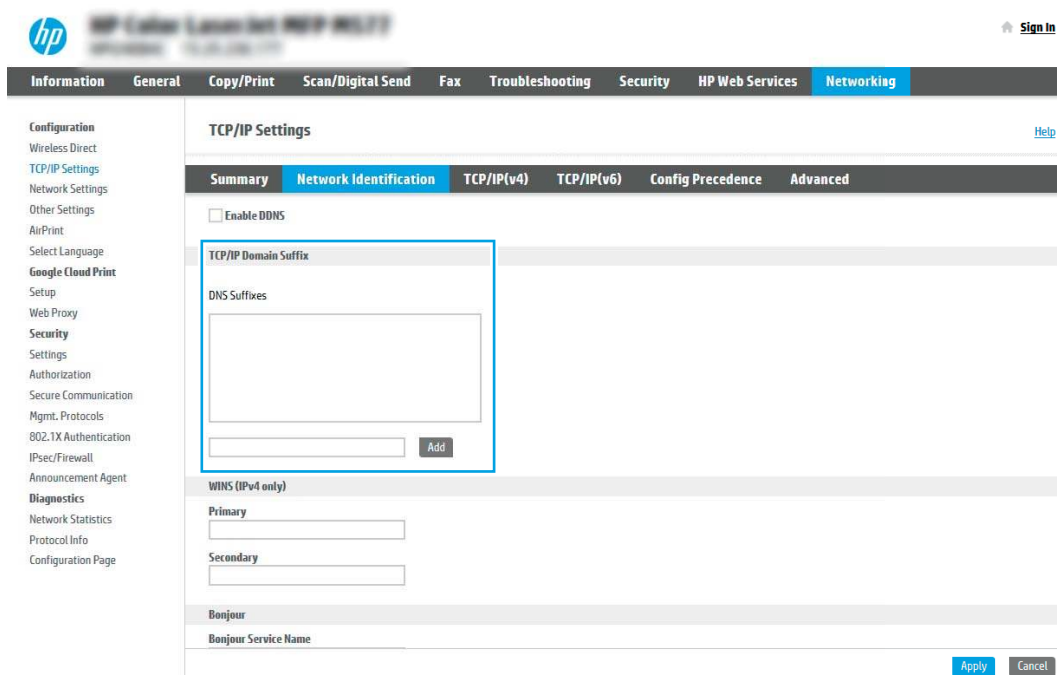 hp
Sign In
Information General Copy/Print Scan/Digital Send Fax Troubleshooting Security HP Web Services Networking
Configuration
Wireless Direct
TCP/IP Settings
Network Settings
Other Settings
AirPrint
Select Language
Google Cloud Print
Setup
Web Proxy
Security
Settings
Authorization
Secure Communication
Mgmt. Protocols
802.1X Authentication
IPsec/Firewall
Announcement Agent
Diagnostics
Network Statistics
Protocol Info
Configuration Page
TCP/IP Settings
Help
Summary Network Identification TCP/IP(v4) TCP/IP(v6) Config Precedence Advanced
Enable DDNS
TCP/IP Domain Suffix
DNS Suffixes
Add
WINS (IPv4 only)
Primary
Secondary
Bonjour
Bonjour Service Name
Apply Cancel